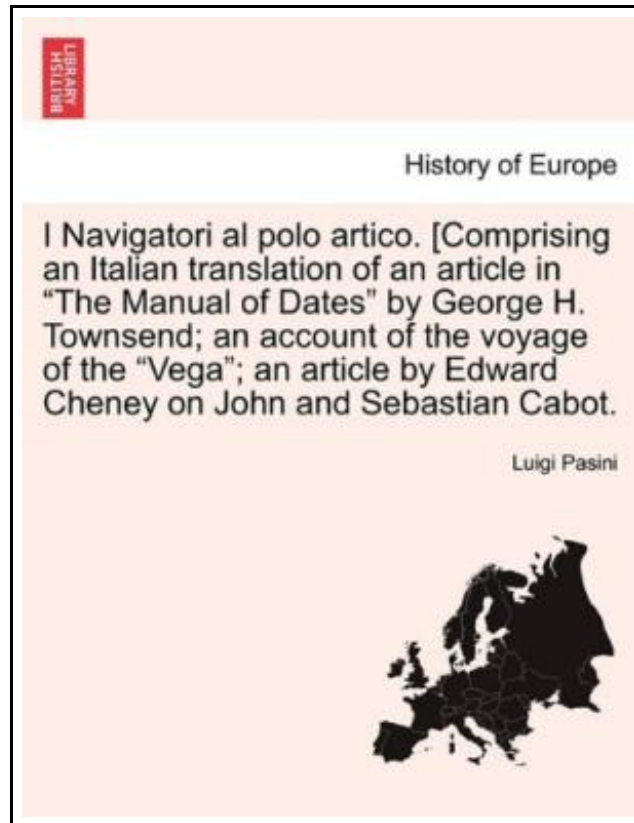 BRITISH
LIBRARY
History of Europe
I Navigatori al polo artico. [Comprising
an Italian translation of an article in
“The Manual of Dates” by George H.
Townsend; an account of the voyage
of the “Vega”; an article by Edward
Cheney on John and Sebastian Cabot.
Luigi Pasini